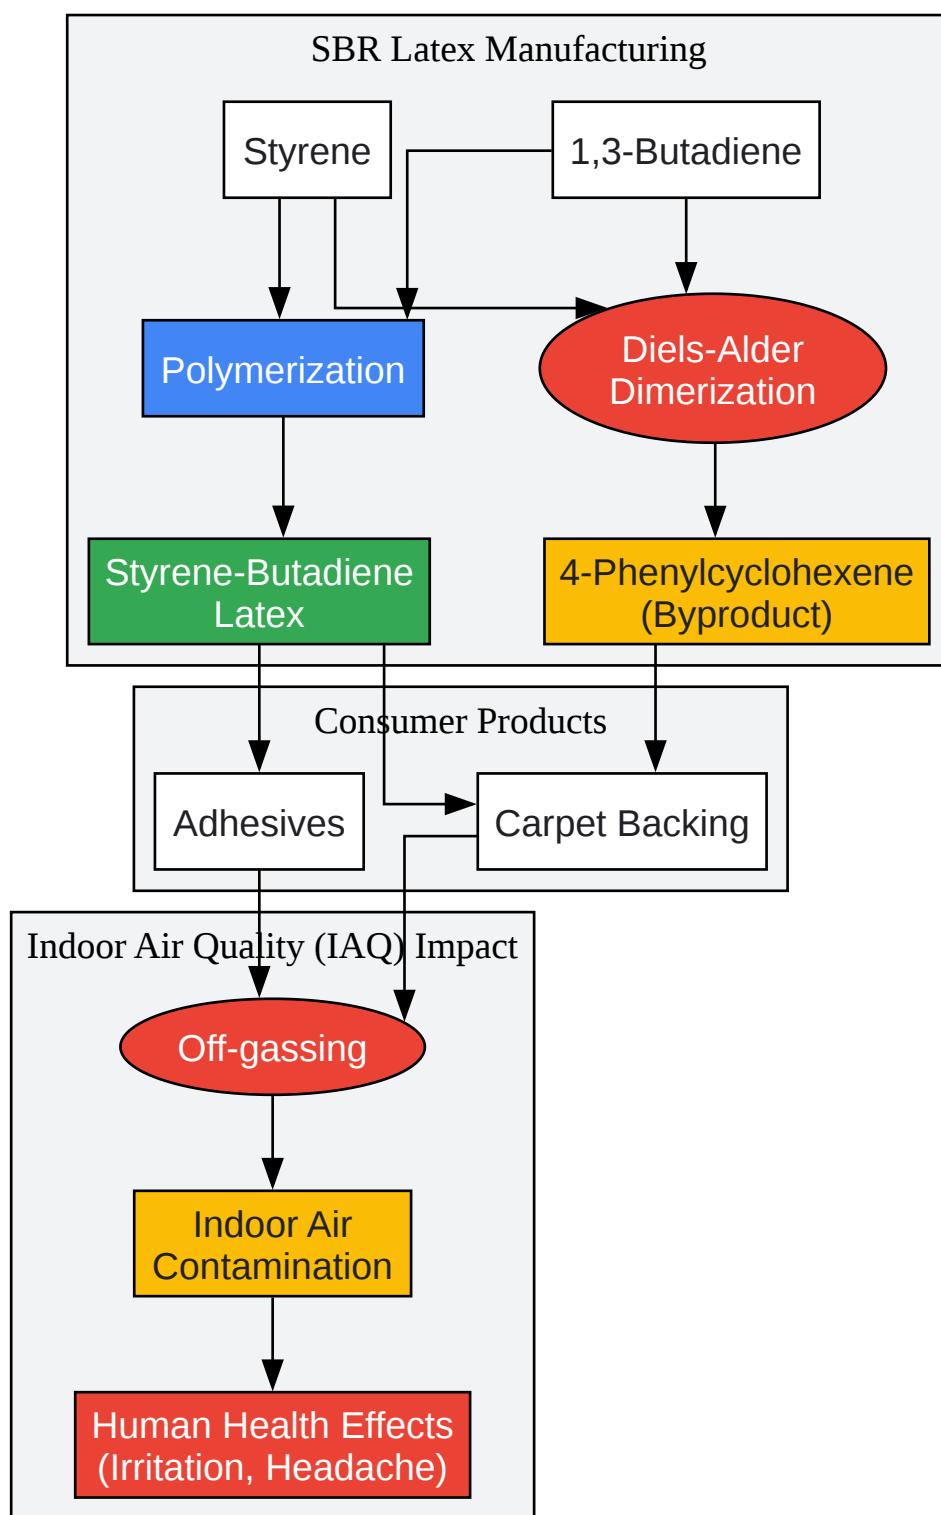 SBR Latex Manufacturing
Styrene
1,3-Butadiene
Polymerization
Diels-Alder
Dimerization
Styrene-Butadiene
Latex
4-Phenylcyclohexene
(Byproduct)
Consumer Products
Adhesives
Carpet Backing
Indoor Air Quality (IAQ) Impact
Off-gassing
Indoor Air
Contamination
Human Health Effects
(Irritation, Headache)